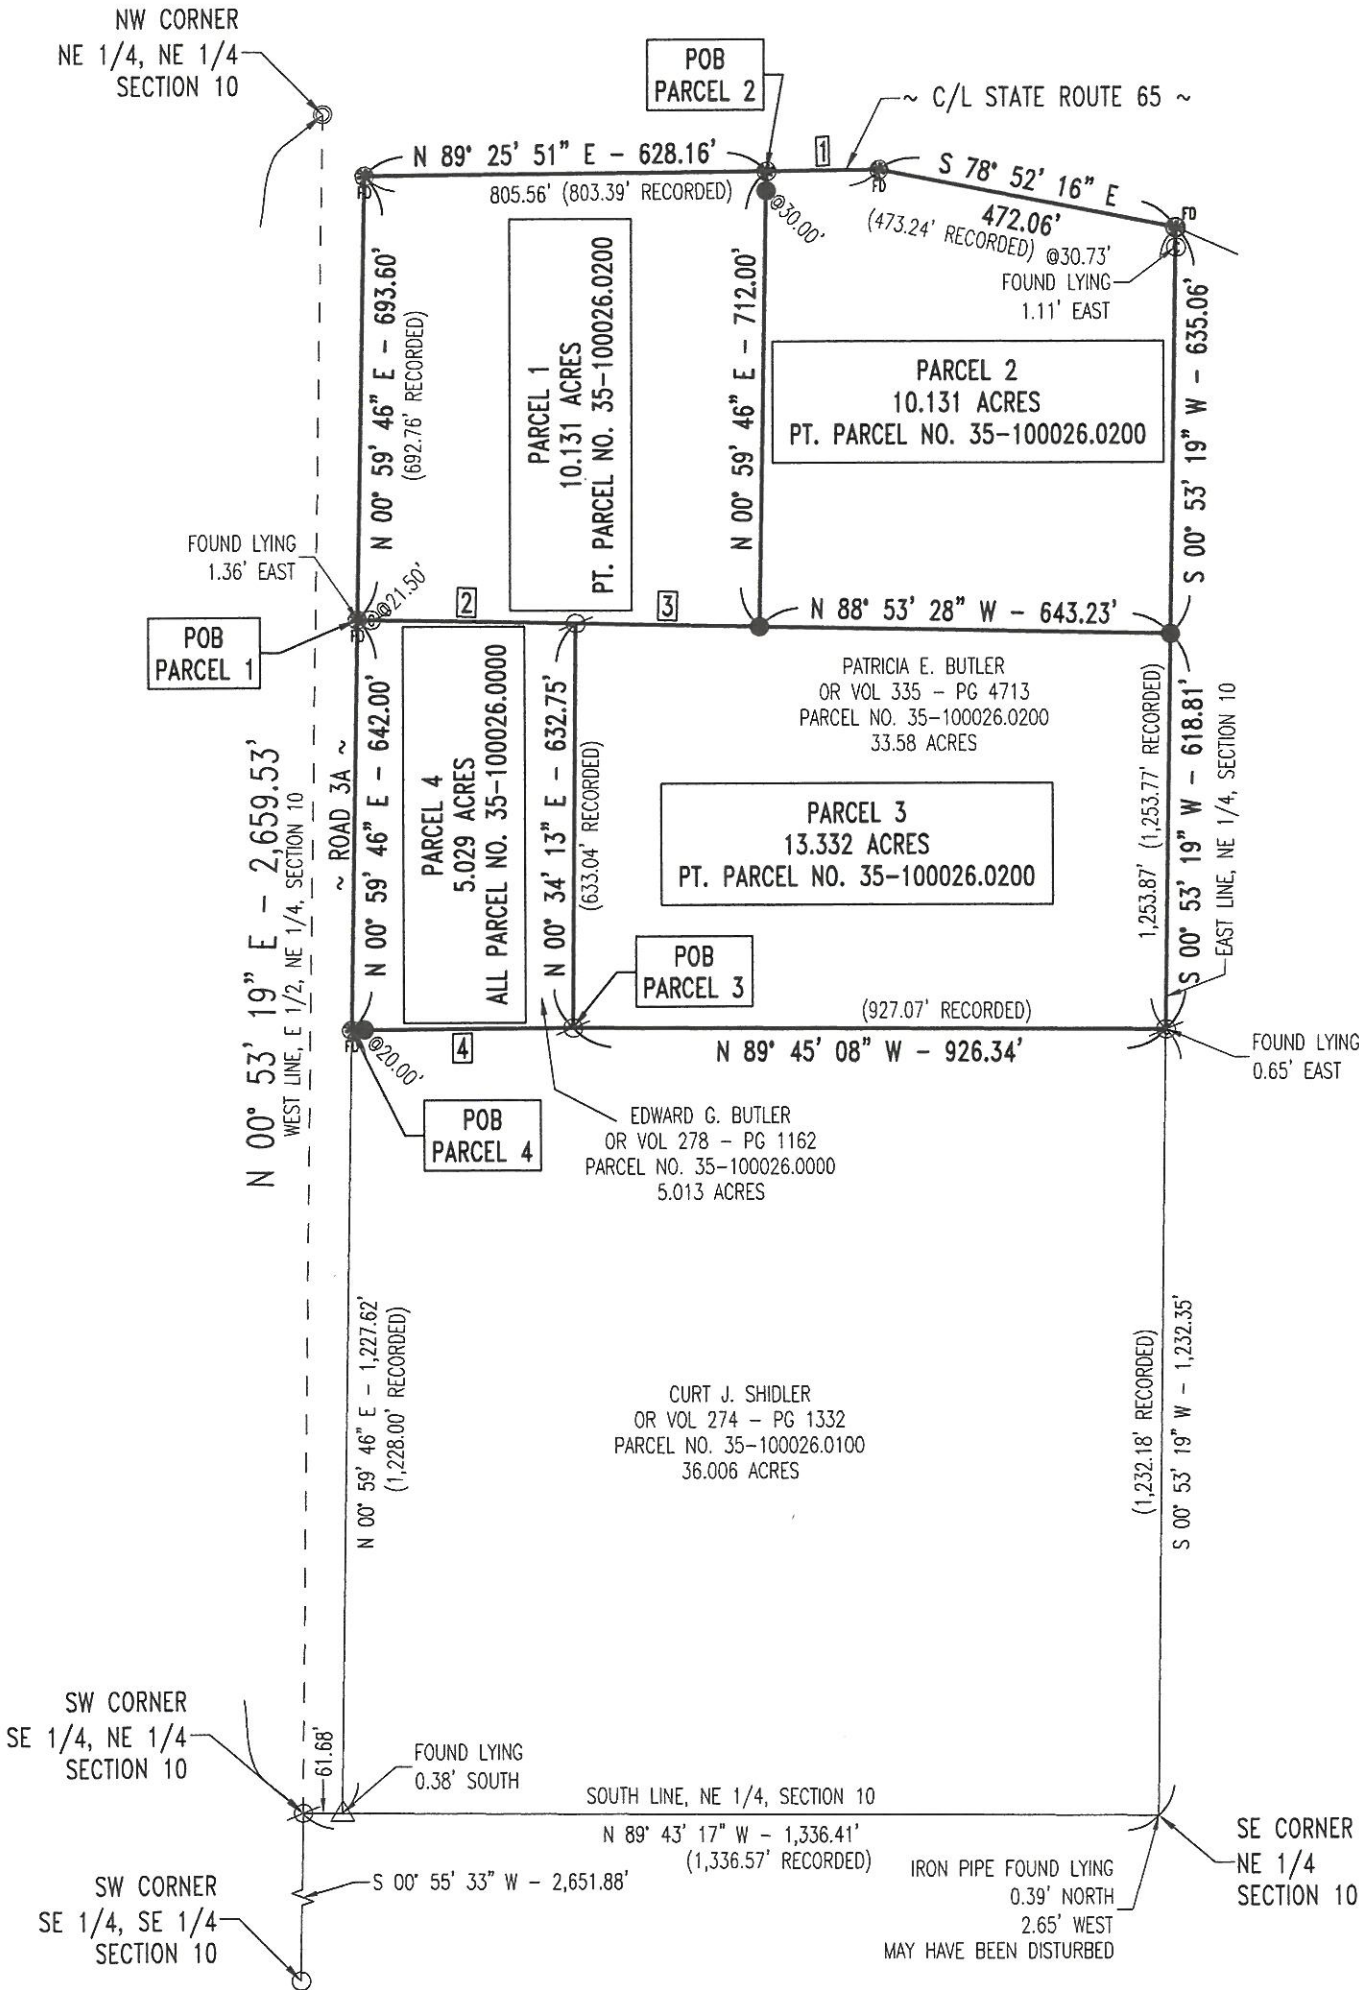 NW CORNER
NE 1/4, NE 1/4
SECTION 10
POB
PARCEL 2
~ C/L STATE ROUTE 65 ~
N 89° 25' 51" E - 628.16'
805.56' (803.39' RECORDED)
1
S 78° 52' 16" E
472.06'
(473.24' RECORDED)
FD
FD
FD
@30.00'
@30.73'
FOUND LYING
1.11' EAST
N 00° 59' 46" E - 693.60'
(692.76' RECORDED)
PARCEL 1
10.131 ACRES
PT. PARCEL NO. 35-100026.0200
N 00° 59' 46" E - 712.00'
PARCEL 2
10.131 ACRES
PT. PARCEL NO. 35-100026.0200
S 00° 53' 19" W - 635.06'
FOUND LYING
1.36' EAST
@21.50'
FD
2
3
N 88° 53' 28" W - 643.23'
POB
PARCEL 1
PATRICIA E. BUTLER
OR VOL 335 - PG 4713
PARCEL NO. 35-100026.0200
33.58 ACRES
N 00° 53' 19" E - 2,659.53'
WEST LINE, E 1/2, NE 1/4, SECTION 10
~ ROAD 3A ~
N 00° 59' 46" E - 642.00'
PARCEL 4
5.029 ACRES
ALL PARCEL NO. 35-100026.0000
N 00° 34' 13" E - 632.75'
(633.04' RECORDED)
PARCEL 3
13.332 ACRES
PT. PARCEL NO. 35-100026.0200
1,253.87' (1,253.77' RECORDED)
S 00° 53' 19" W - 618.81'
EAST LINE, NE 1/4, SECTION 10
POB
PARCEL 3
(927.07' RECORDED)
N 89° 45' 08" W - 926.34'
FD
@20.00'
4
FOUND LYING
0.65' EAST
POB
PARCEL 4
EDWARD G. BUTLER
OR VOL 278 - PG 1162
PARCEL NO. 35-100026.0000
5.013 ACRES
N 00° 59' 46" E - 1,227.62'
(1,228.00' RECORDED)
CURT J. SHIDLER
OR VOL 274 - PG 1332
PARCEL NO. 35-100026.0100
36.006 ACRES
(1,232.18' RECORDED)
S 00° 53' 19" W - 1,232.35'
SW CORNER
SE 1/4, NE 1/4
SECTION 10
61.68'
FOUND LYING
0.38' SOUTH
SOUTH LINE, NE 1/4, SECTION 10
N 89° 43' 17" W - 1,336.41'
(1,336.57' RECORDED)
SE CORNER
NE 1/4
SECTION 10
IRON PIPE FOUND LYING
0.39' NORTH
2.65' WEST
MAY HAVE BEEN DISTURBED
S 00° 55' 33" W - 2,651.88'
SW CORNER
SE 1/4, SE 1/4
SECTION 10